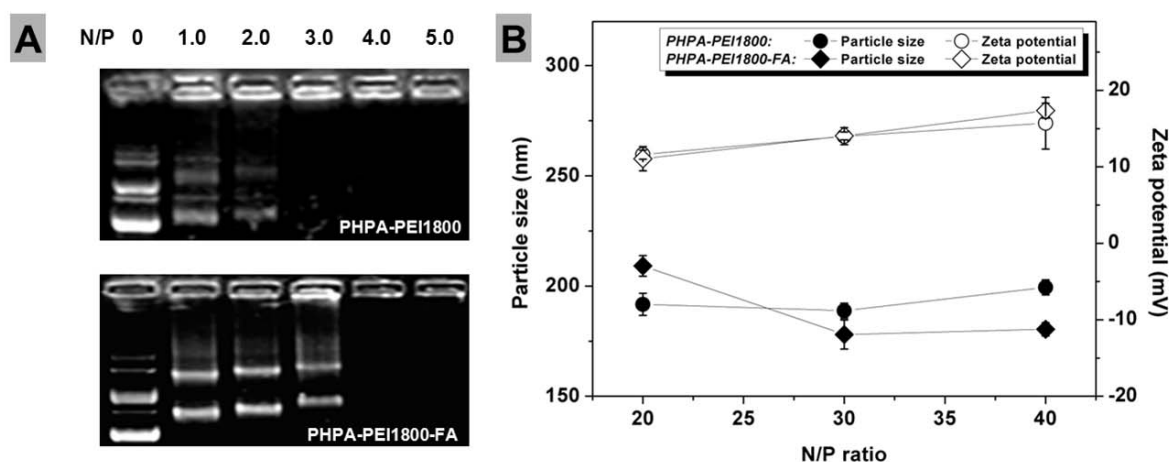 A
N/P 0 1.0 2.0 3.0 4.0 5.0
PHPA-PEI1800
PHPA-PEI1800-FA
B
PHPA-PEI1800: Particle size Zeta potential
PHPA-PEI1800-FA: Particle size Zeta potential
Particle size (nm)
300
250
200
150
20 25 30 35 40
N/P ratio
20
10
0
-10
-20
Zeta potential (mV)